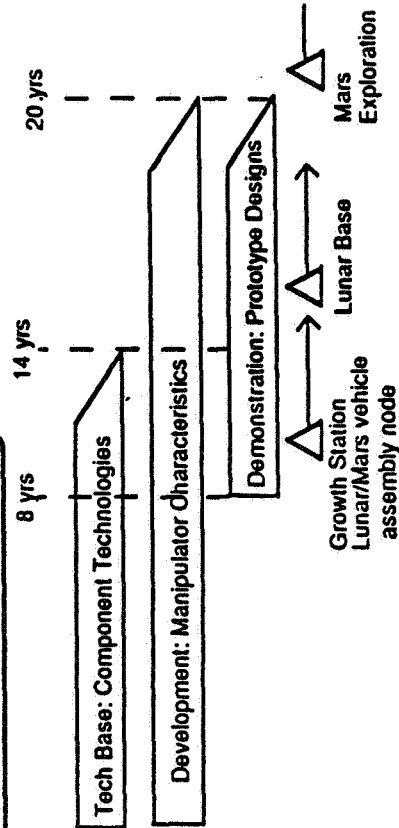 8 yrs
14 yrs
20 yrs
Tech Base: Component Technologies
Development: Manipulator Characteristics
Demonstration: Prototype Designs
Growth Station
Lunar/Mars vehicle
assembly node
Lunar Base
Mars
Exploration